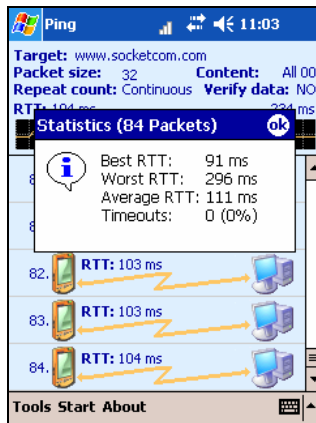 Ping 11:03
Target: www.socketcom.com
Packet size: 32 Content: All 00
Repeat count: Continuous Verify data: NO
RTT: 104 ms
Statistics (84 Packets) ok
Best RTT: 91 ms
Worst RTT: 296 ms
Average RTT: 111 ms
Timeouts: 0 (0%)
82. RTT: 103 ms
83. RTT: 103 ms
84. RTT: 104 ms
Tools Start About